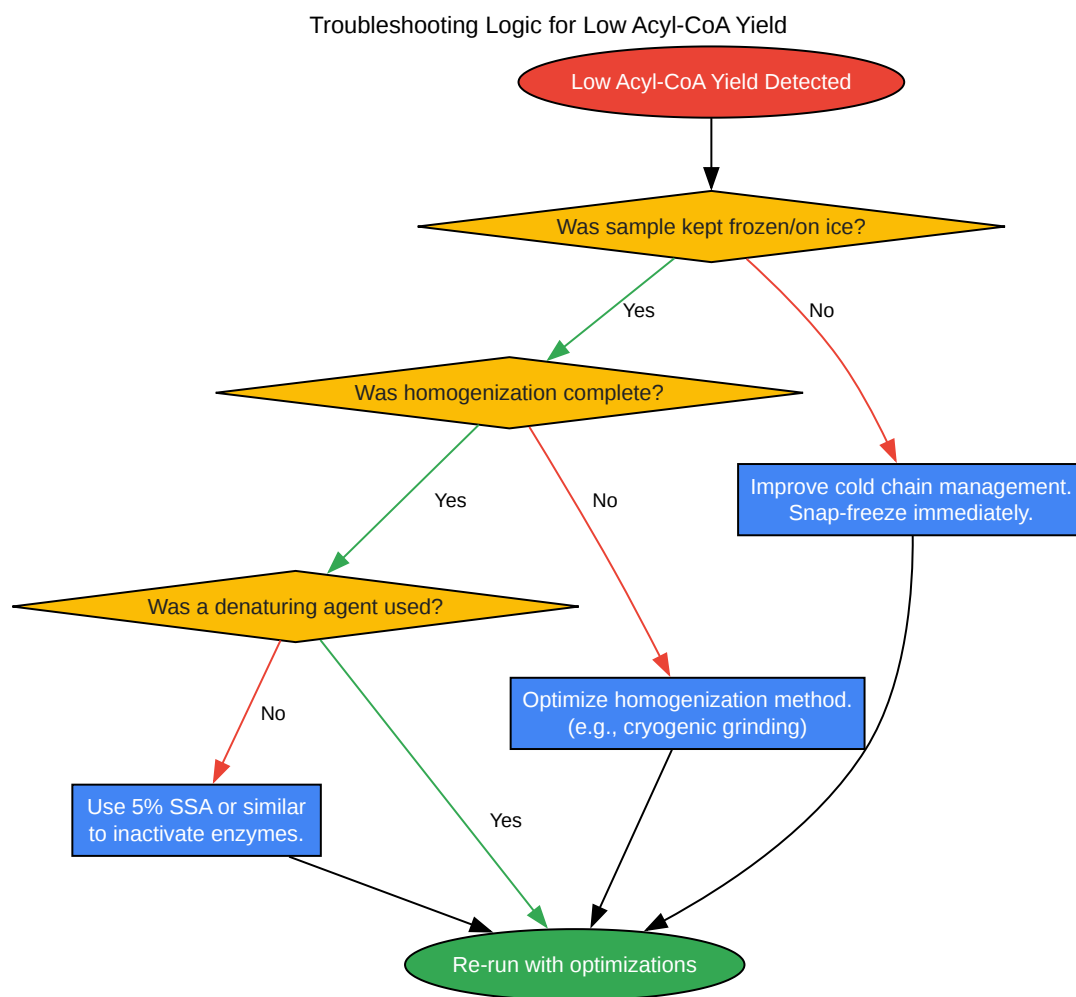 Troubleshooting Logic for Low Acyl-CoA Yield
Low Acyl-CoA Yield Detected
Was sample kept frozen/on ice?
Yes
No
Was homogenization complete?
Yes
No
Improve cold chain management.
Snap-freeze immediately.
Was a denaturing agent used?
No
Yes
Optimize homogenization method.
(e.g., cryogenic grinding)
Use 5% SSA or similar
to inactivate enzymes.
Re-run with optimizations